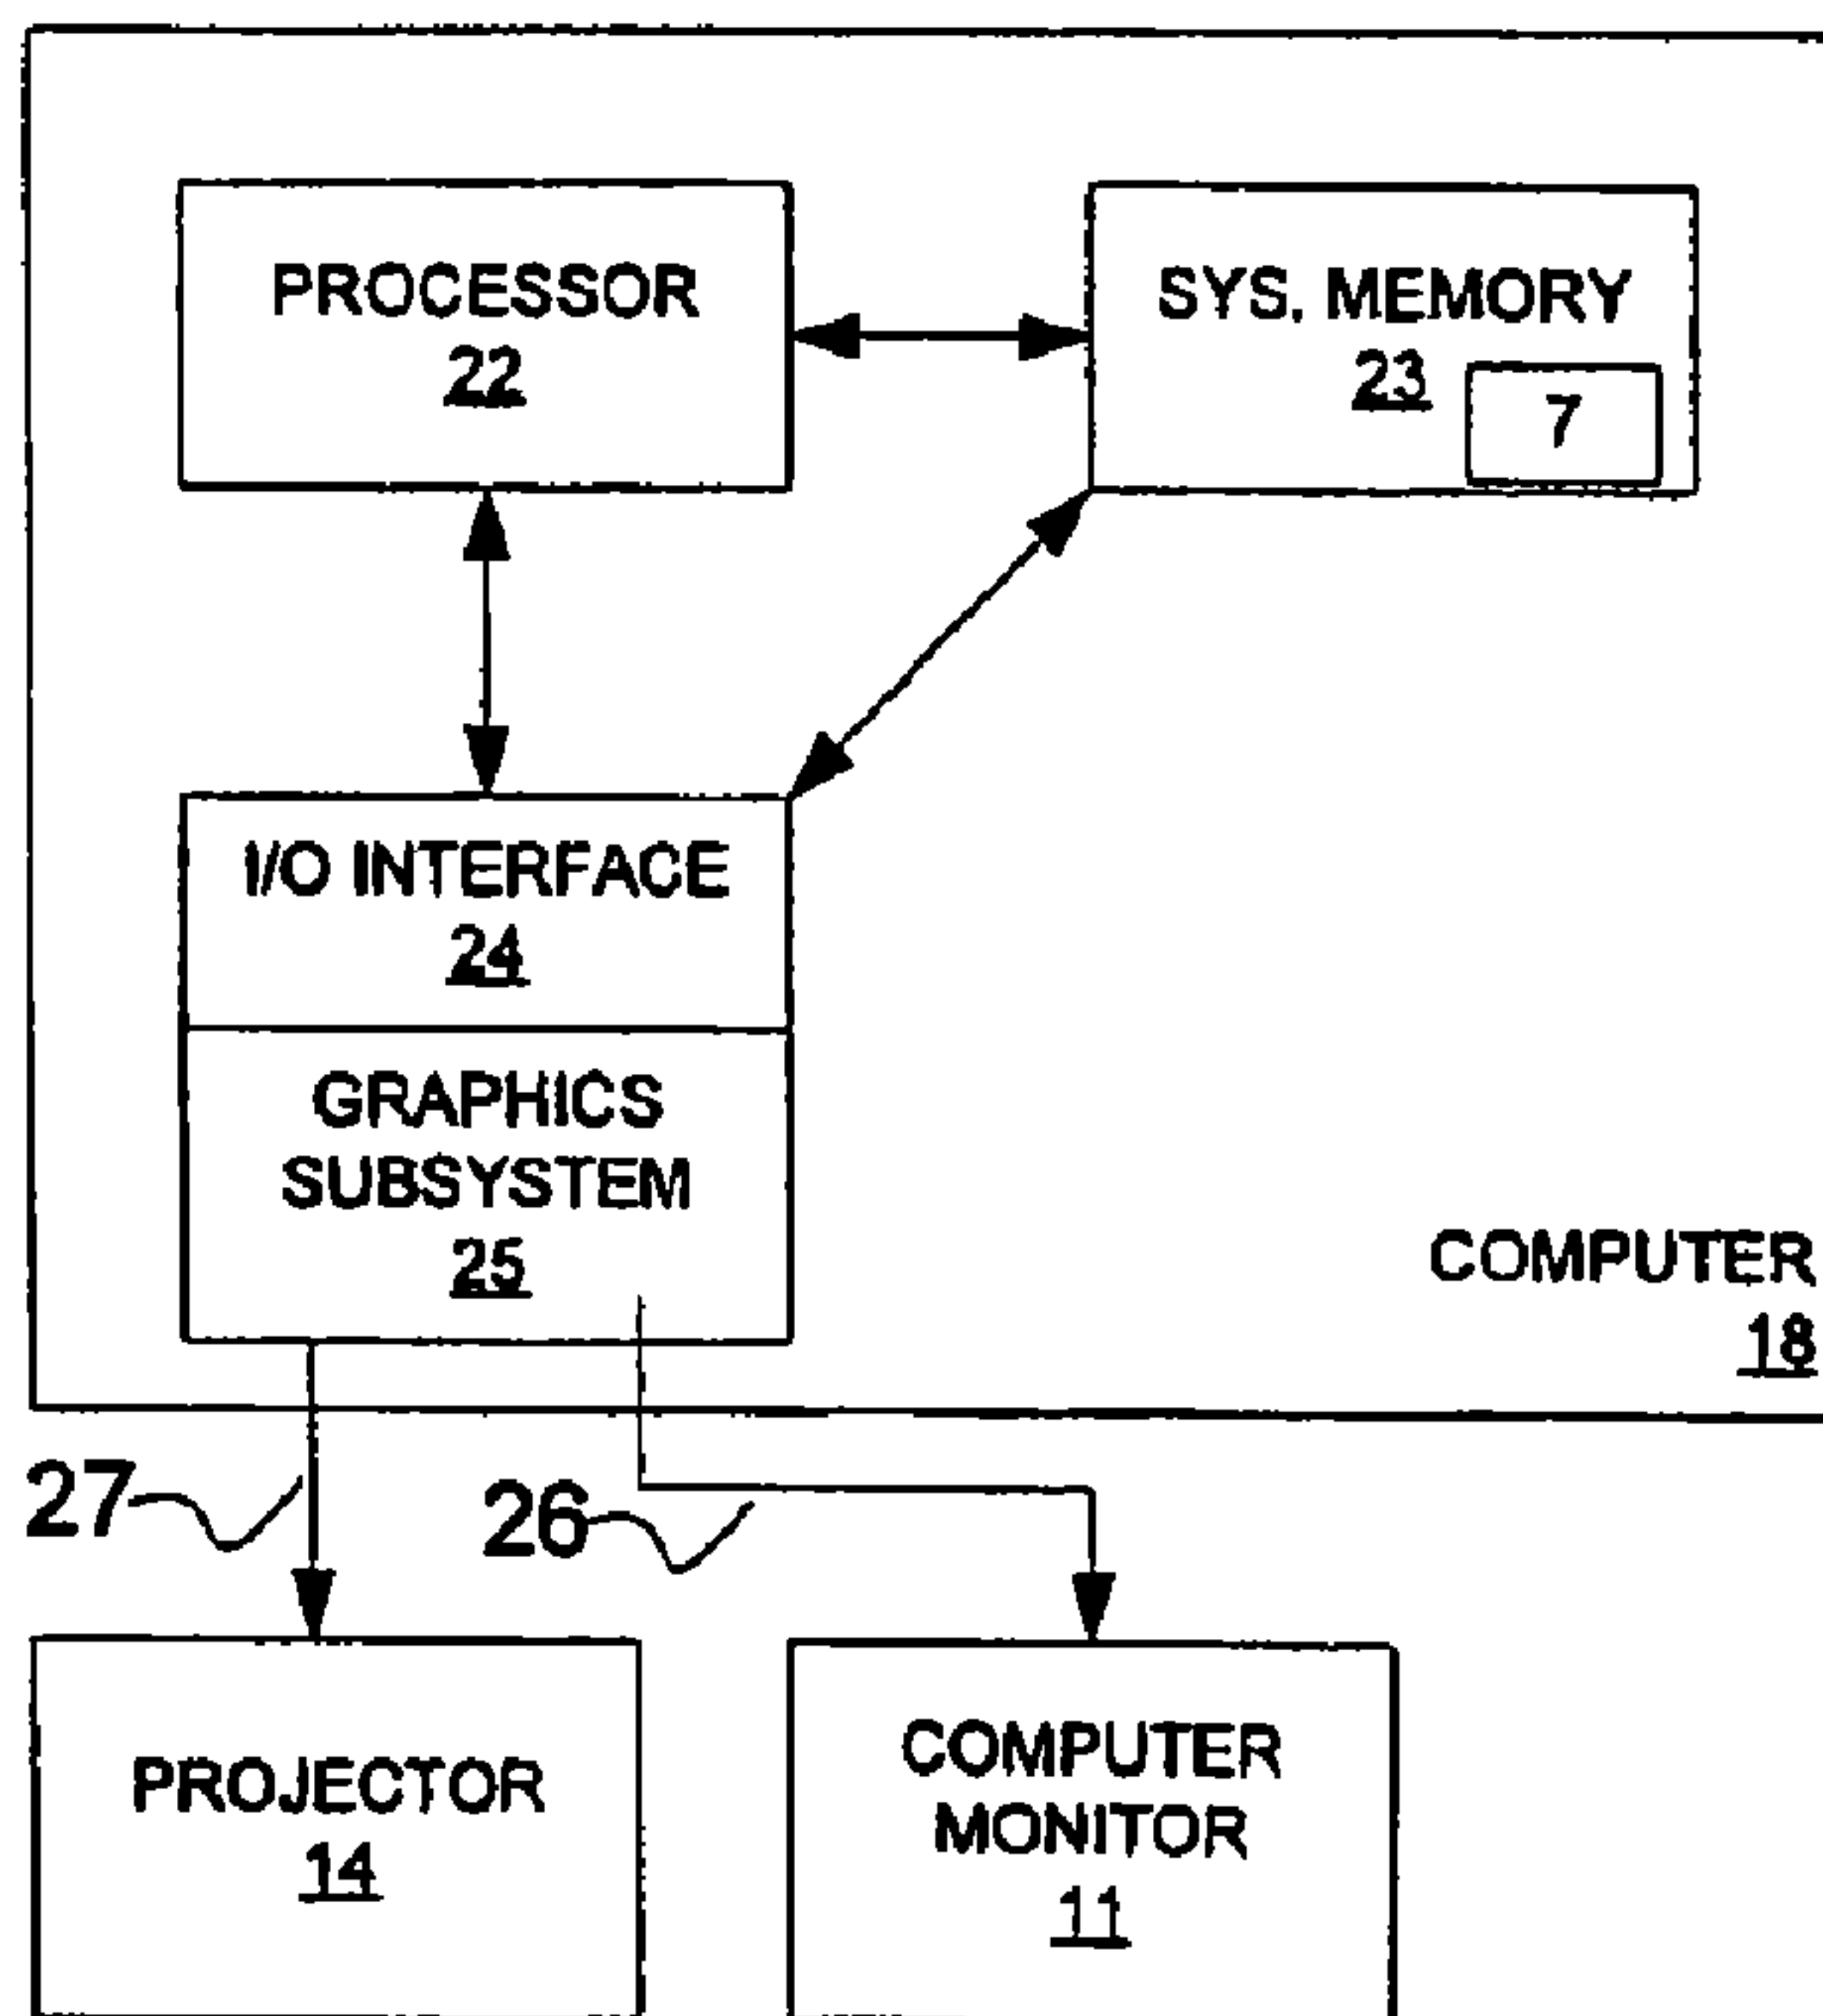 PROCESSOR
22
SYS. MEMORY
23
7
I/O INTERFACE
24
GRAPHICS
SUBSYSTEM
25
COMPUTER
18
27
26
PROJECTOR
14
COMPUTER
MONITOR
11